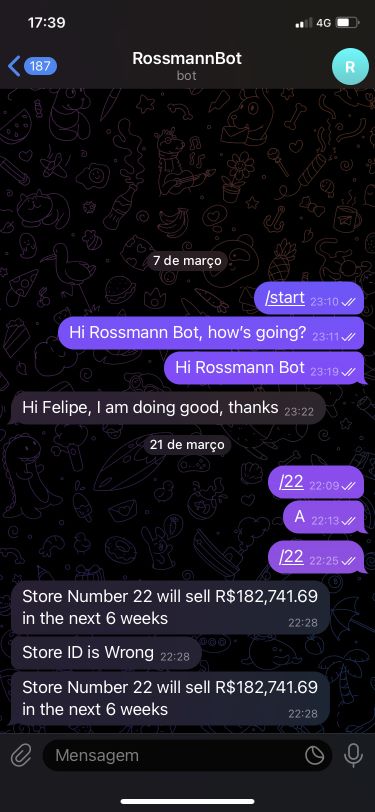 17:39
4G
187
RossmannBot
bot
R
7 de março
/start 23:10
Hi Rossmann Bot, how's going? 23:11
Hi Rossmann Bot 23:19
Hi Felipe, I am doing good, thanks 23:22
21 de março
/22 22:09
A 22:13
/22 22:25
Store Number 22 will sell R$182,741.69
in the next 6 weeks 22:28
Store ID is Wrong 22:28
Store Number 22 will sell R$182,741.69
in the next 6 weeks 22:28
Mensagem